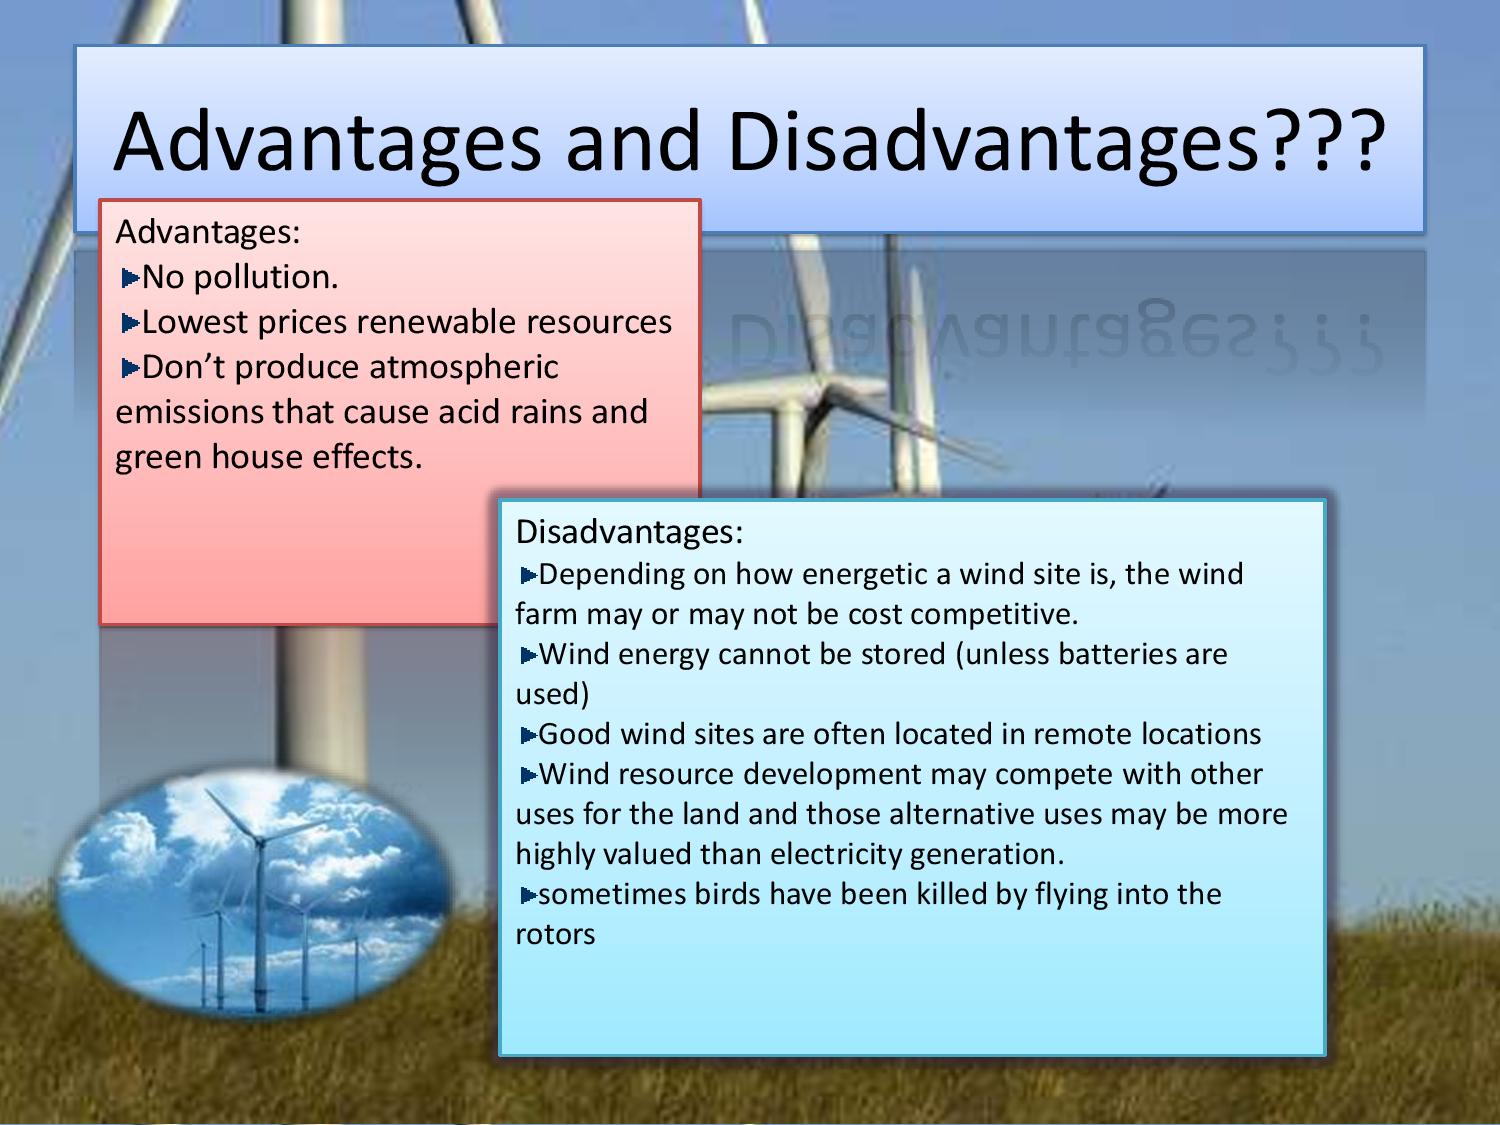 Advantages and Disadvantages???
Advantages:
No pollution.
Lowest prices renewable resources
Don’t produce atmospheric
emissions that cause acid rains and
green house effects.
Disadvantages:
Depending on how energetic a wind site is, the wind
farm may or may not be cost competitive.
Wind energy cannot be stored (unless batteries are
used)
Good wind sites are often located in remote locations
Wind resource development may compete with other
uses for the land and those alternative uses may be more
highly valued than electricity generation.
sometimes birds have been killed by flying into the
rotors